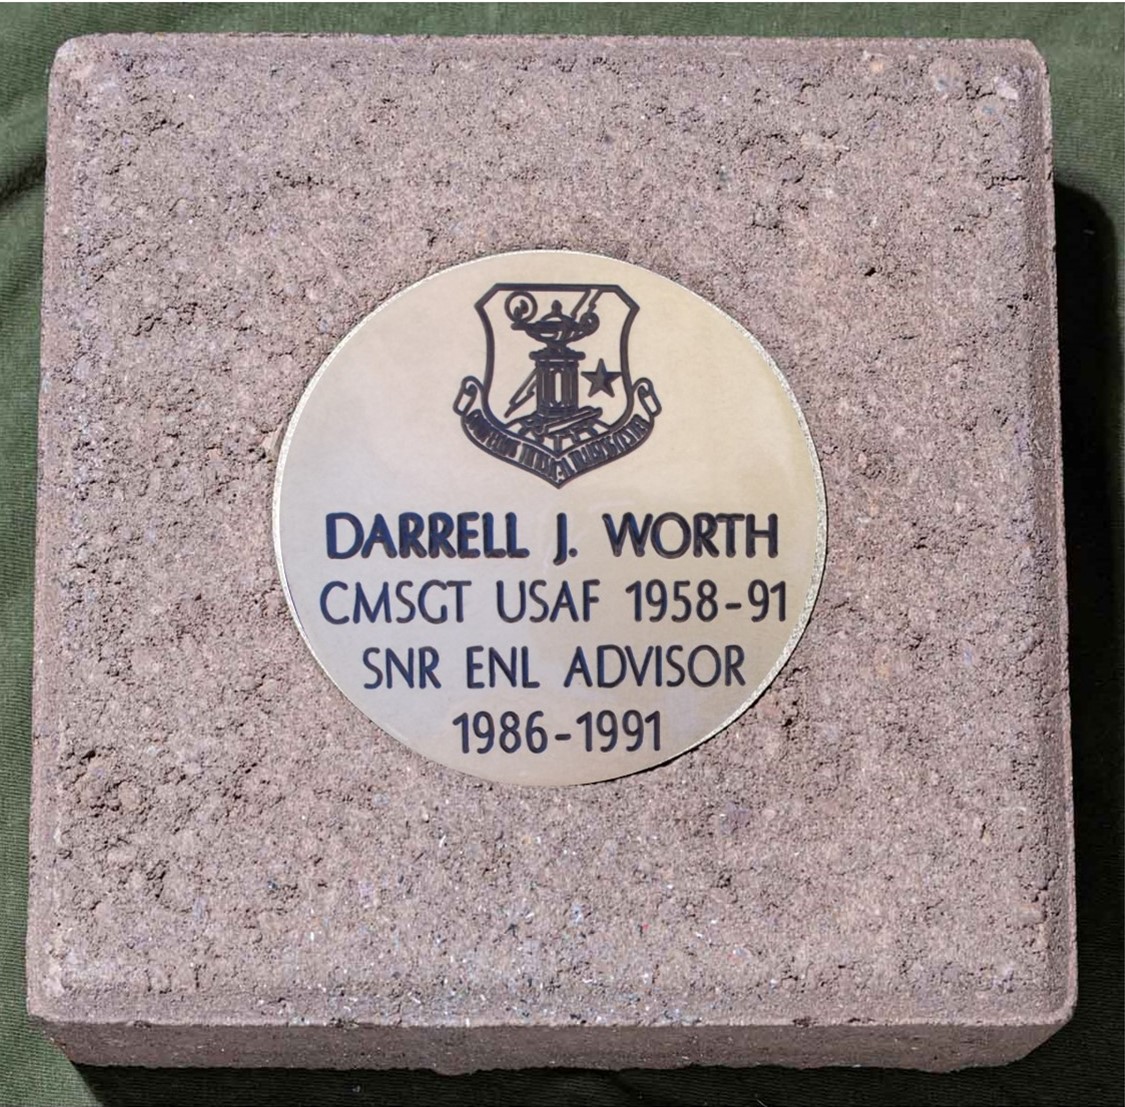 DARRELL J. WORTH
CMSGT USAF 1958-91
SNR ENL ADVISOR
1986-1991